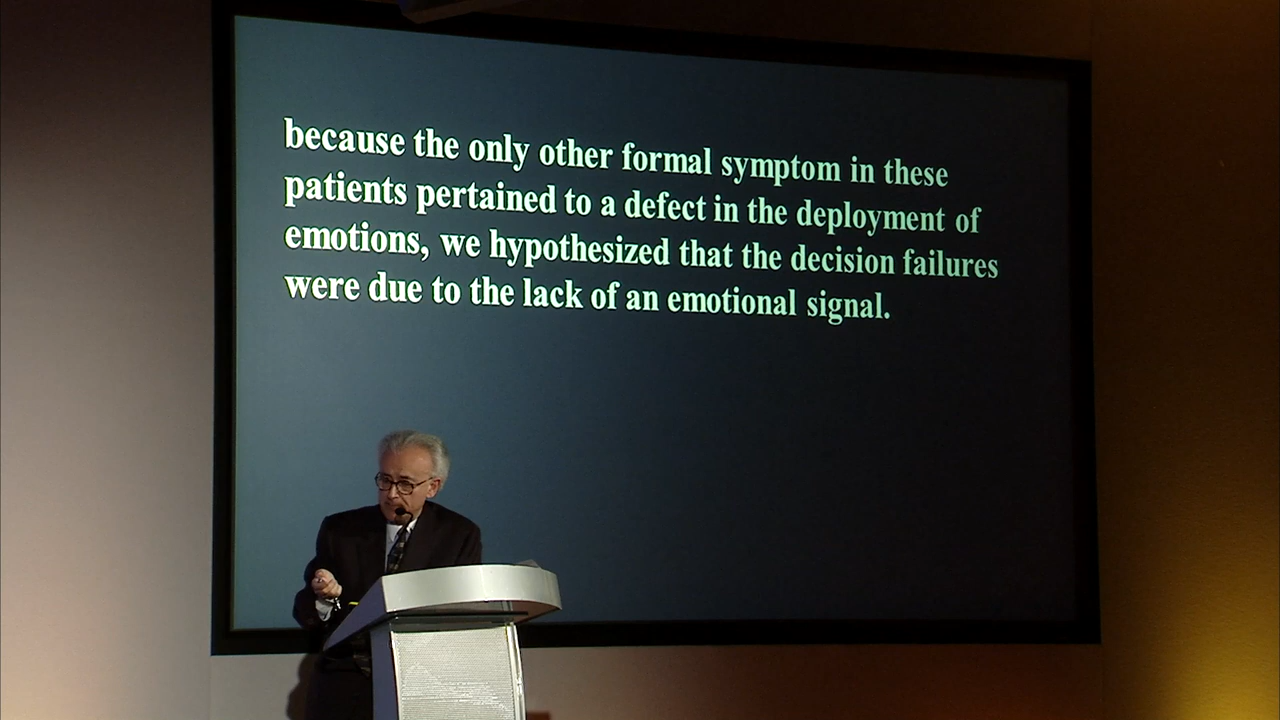 because the only other formal symptom in these
patients pertained to a defect in the deployment of
emotions, we hypothesized that the decision failures
were due to the lack of an emotional signal.